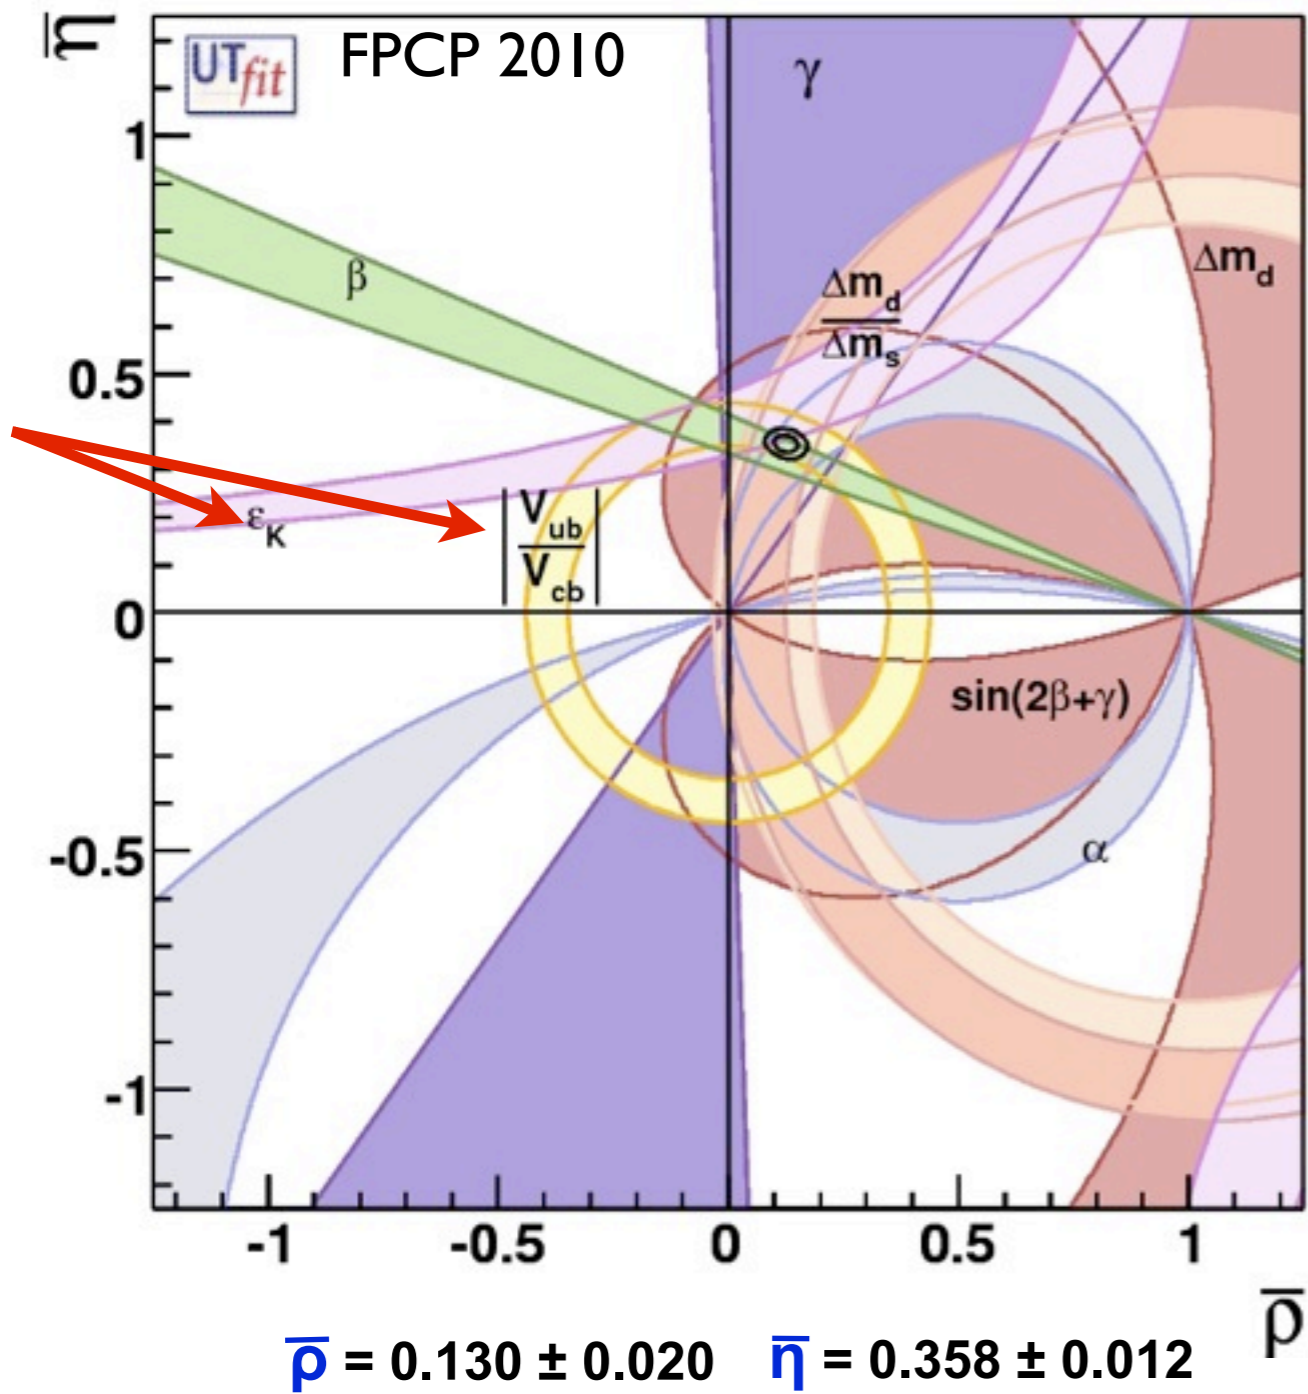 η̅
UTfit
FPCP 2010
γ
1
β
Δm_d
Δm_d
Δm_s
0.5
ε_K
|V_ub
V_cb|
0
sin(2β+γ)
-0.5
α
-1
-1 -0.5 0 0.5 1
ρ̅
ρ̅ = 0.130 ± 0.020 η̅ = 0.358 ± 0.012